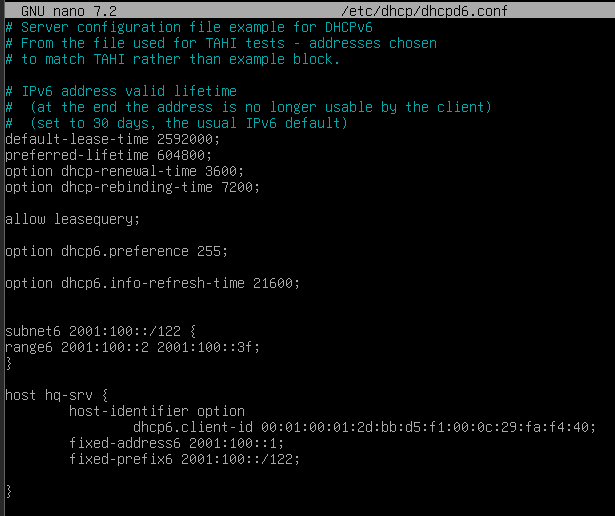 GNU nano 7.2 /etc/dhcp/dhcpd6.conf
# Server configuration file example for DHCPv6
# From the file used for TAHI tests - addresses chosen
# to match TAHI rather than example block.
# IPv6 address valid lifetime
#  (at the end the address is no longer usable by the client)
#  (set to 30 days, the usual IPv6 default)
default-lease-time 2592000;
preferred-lifetime 604800;
option dhcp-renewal-time 3600;
option dhcp-rebinding-time 7200;
allow leasequery;
option dhcp6.preference 255;
option dhcp6.info-refresh-time 21600;
subnet6 2001:100::/122 {
range6 2001:100::2 2001:100::3f;
}
host hq-srv {
        host-identifier option
                dhcp6.client-id 00:01:00:01:2d:bb:d5:f1:00:0c:29:fa:f4:40;
        fixed-address6 2001:100::1;
        fixed-prefix6 2001:100::/122;
}